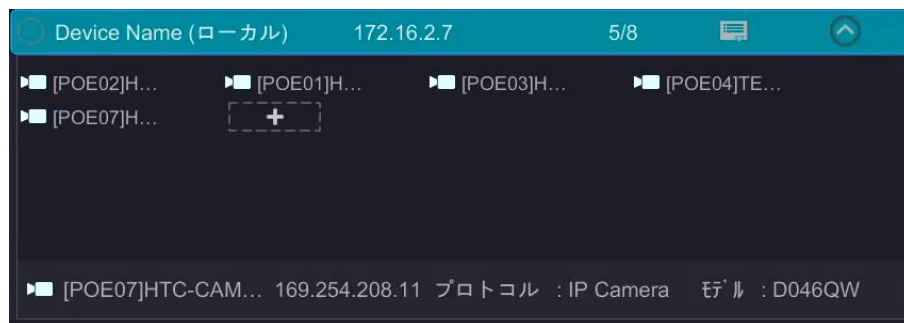 Device Name (ローカル) 172.16.2.7 5/8
[POE02]H... [POE01]H... [POE03]H... [POE04]TE...
[POE07]H... +
[POE07]HTC-CAM... 169.254.208.11 プロトコル : IP Camera ﾓﾃﾞﾙ : D046QW